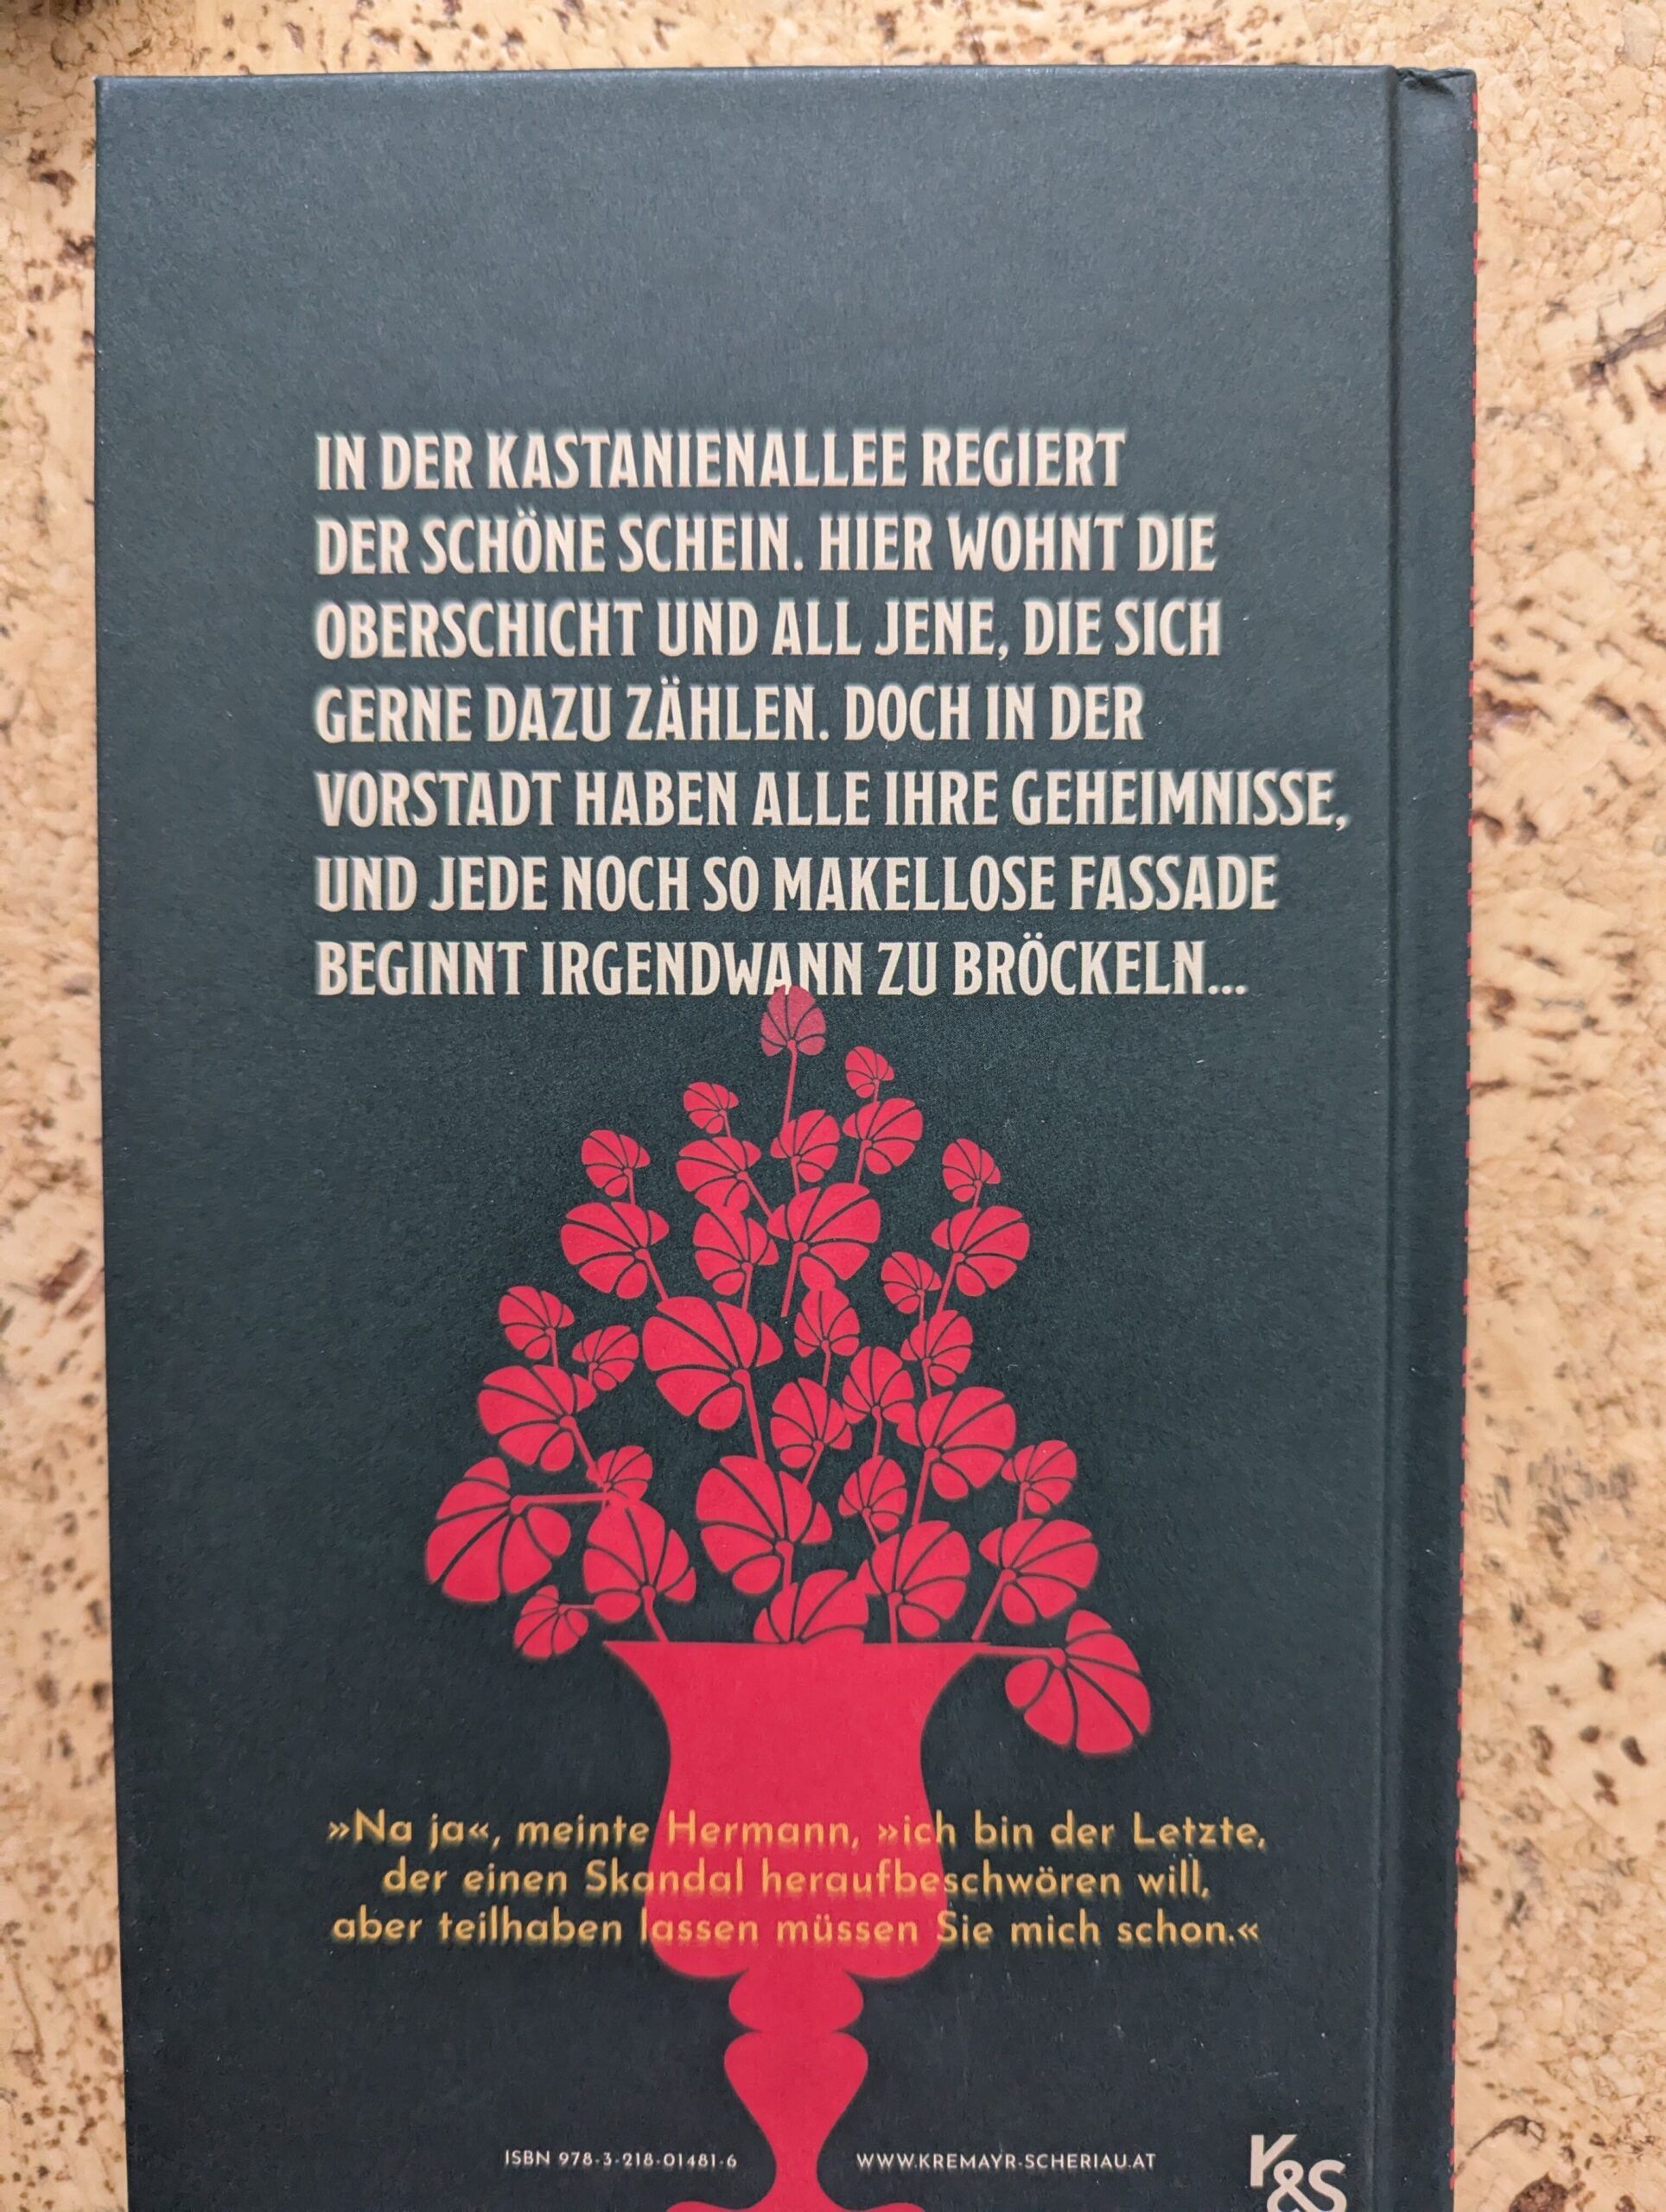 IN DER KASTANIENALLEE REGIERT
DER SCHÖNE SCHEIN. HIER WOHNT DIE
OBERSCHICHT UND ALL JENE, DIE SICH
GERNE DAZU ZÄHLEN. DOCH IN DER
VORSTADT HABEN ALLE IHRE GEHEIMNISSE,
UND JEDE NOCH SO MAKELLOSE FASSADE
BEGINNT IRGENDWANN ZU BRÖCKELN...
»Na ja«, meinte Hermann, »ich bin der Letzte,
der einen Skandal heraufbeschwören will,
aber teilhaben lassen müssen Sie mich schon.«
ISBN 978-3-218-01481-6 WWW.KREMAYR-SCHERIAU.AT
K&S